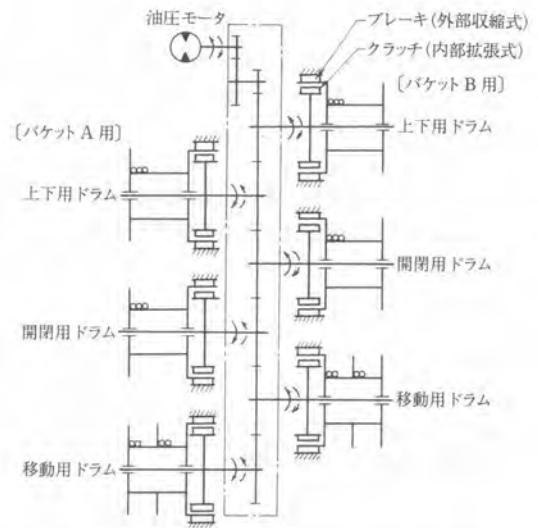 油圧モータ
ブレーキ(外部収縮式)
クラッチ(内部拡張式)
〔バケット B 用〕
上下用ドラム
〔バケット A 用〕
上下用ドラム
開閉用ドラム
開閉用ドラム
移動用ドラム
移動用ドラム